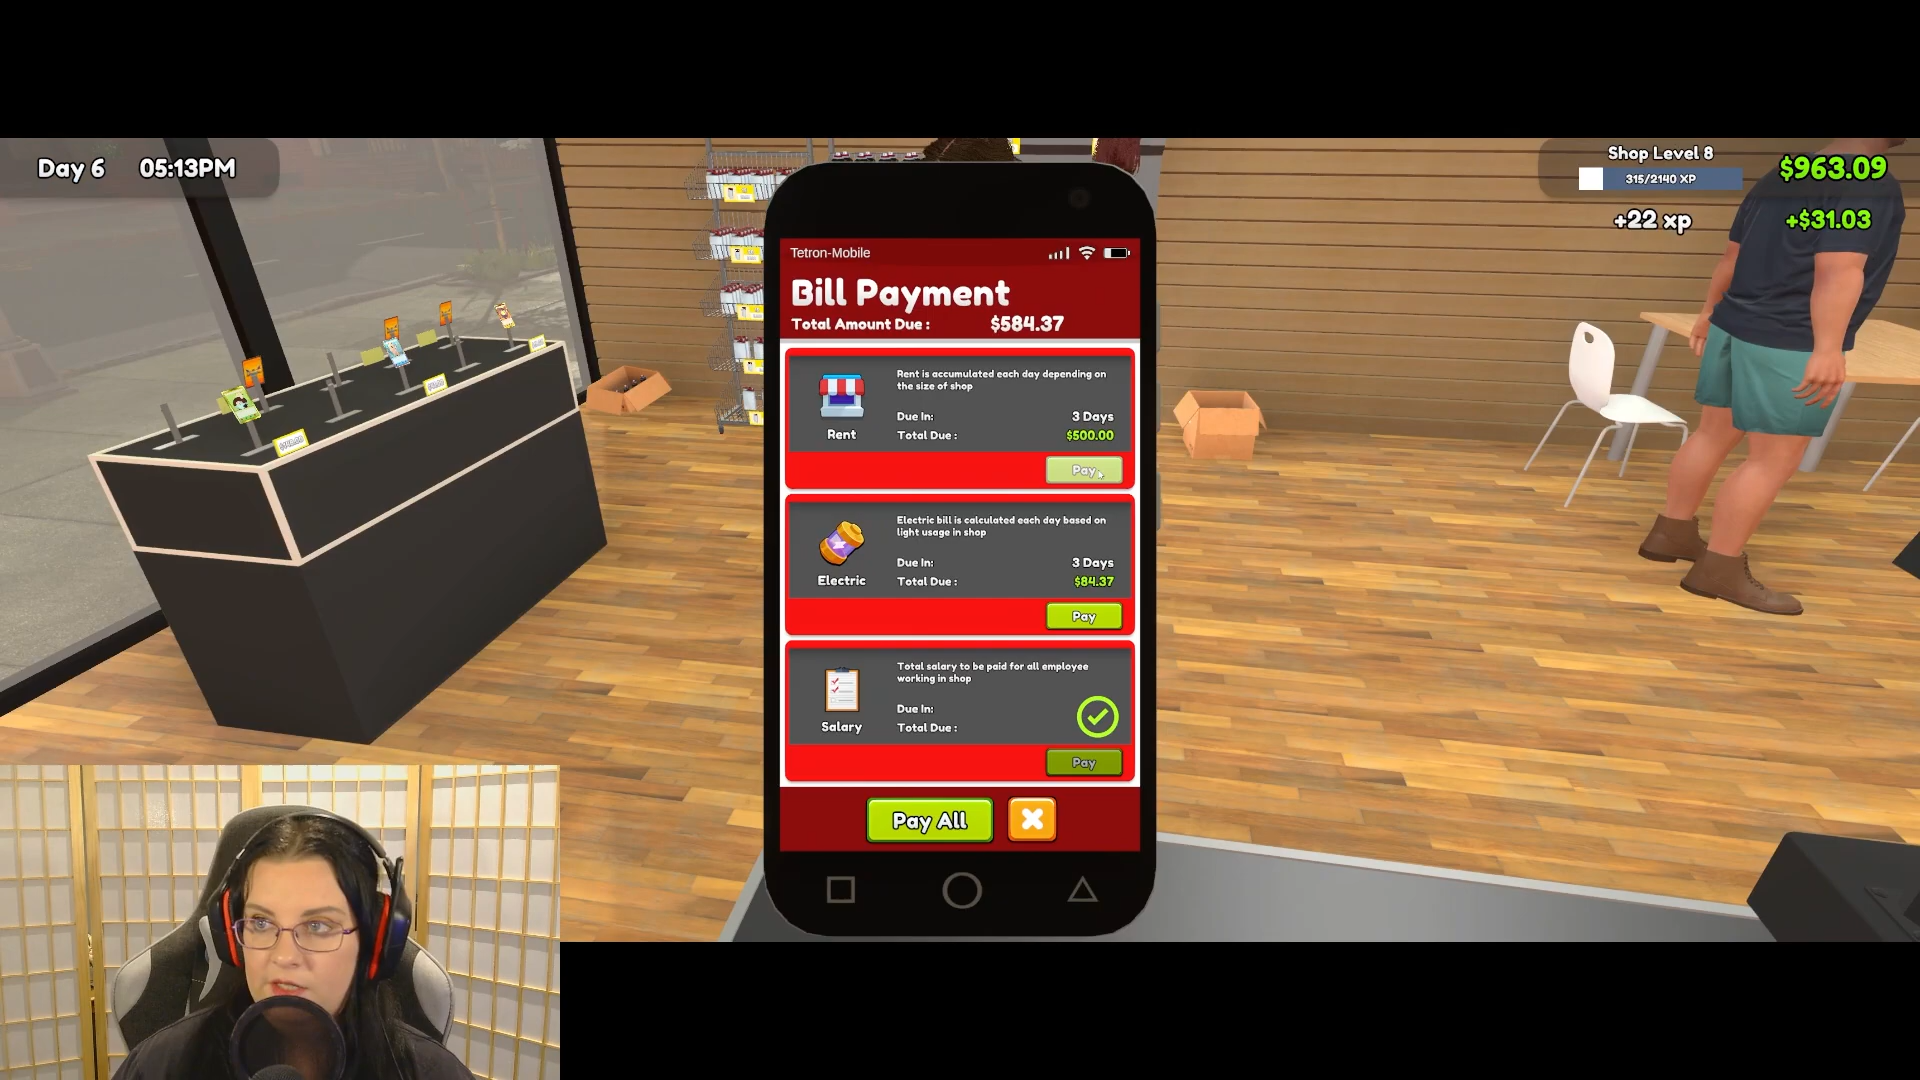 Day 6 05:13PM
Shop Level 8
315/2140 XP
$963.09
+22 xp
+$31.03
Tetron-Mobile
Bill Payment
Total Amount Due : $584.37
Rent is accumulated each day depending on
the size of shop
Due In: 3 Days
Rent
Total Due : $500.00
Pay
Electric bill is calculated each day based on
light usage in shop
Due In: 3 Days
Electric
Total Due : $84.37
Pay
Total salary to be paid for all employee
working in shop
Due In:
Salary
Total Due :
Pay
Pay All